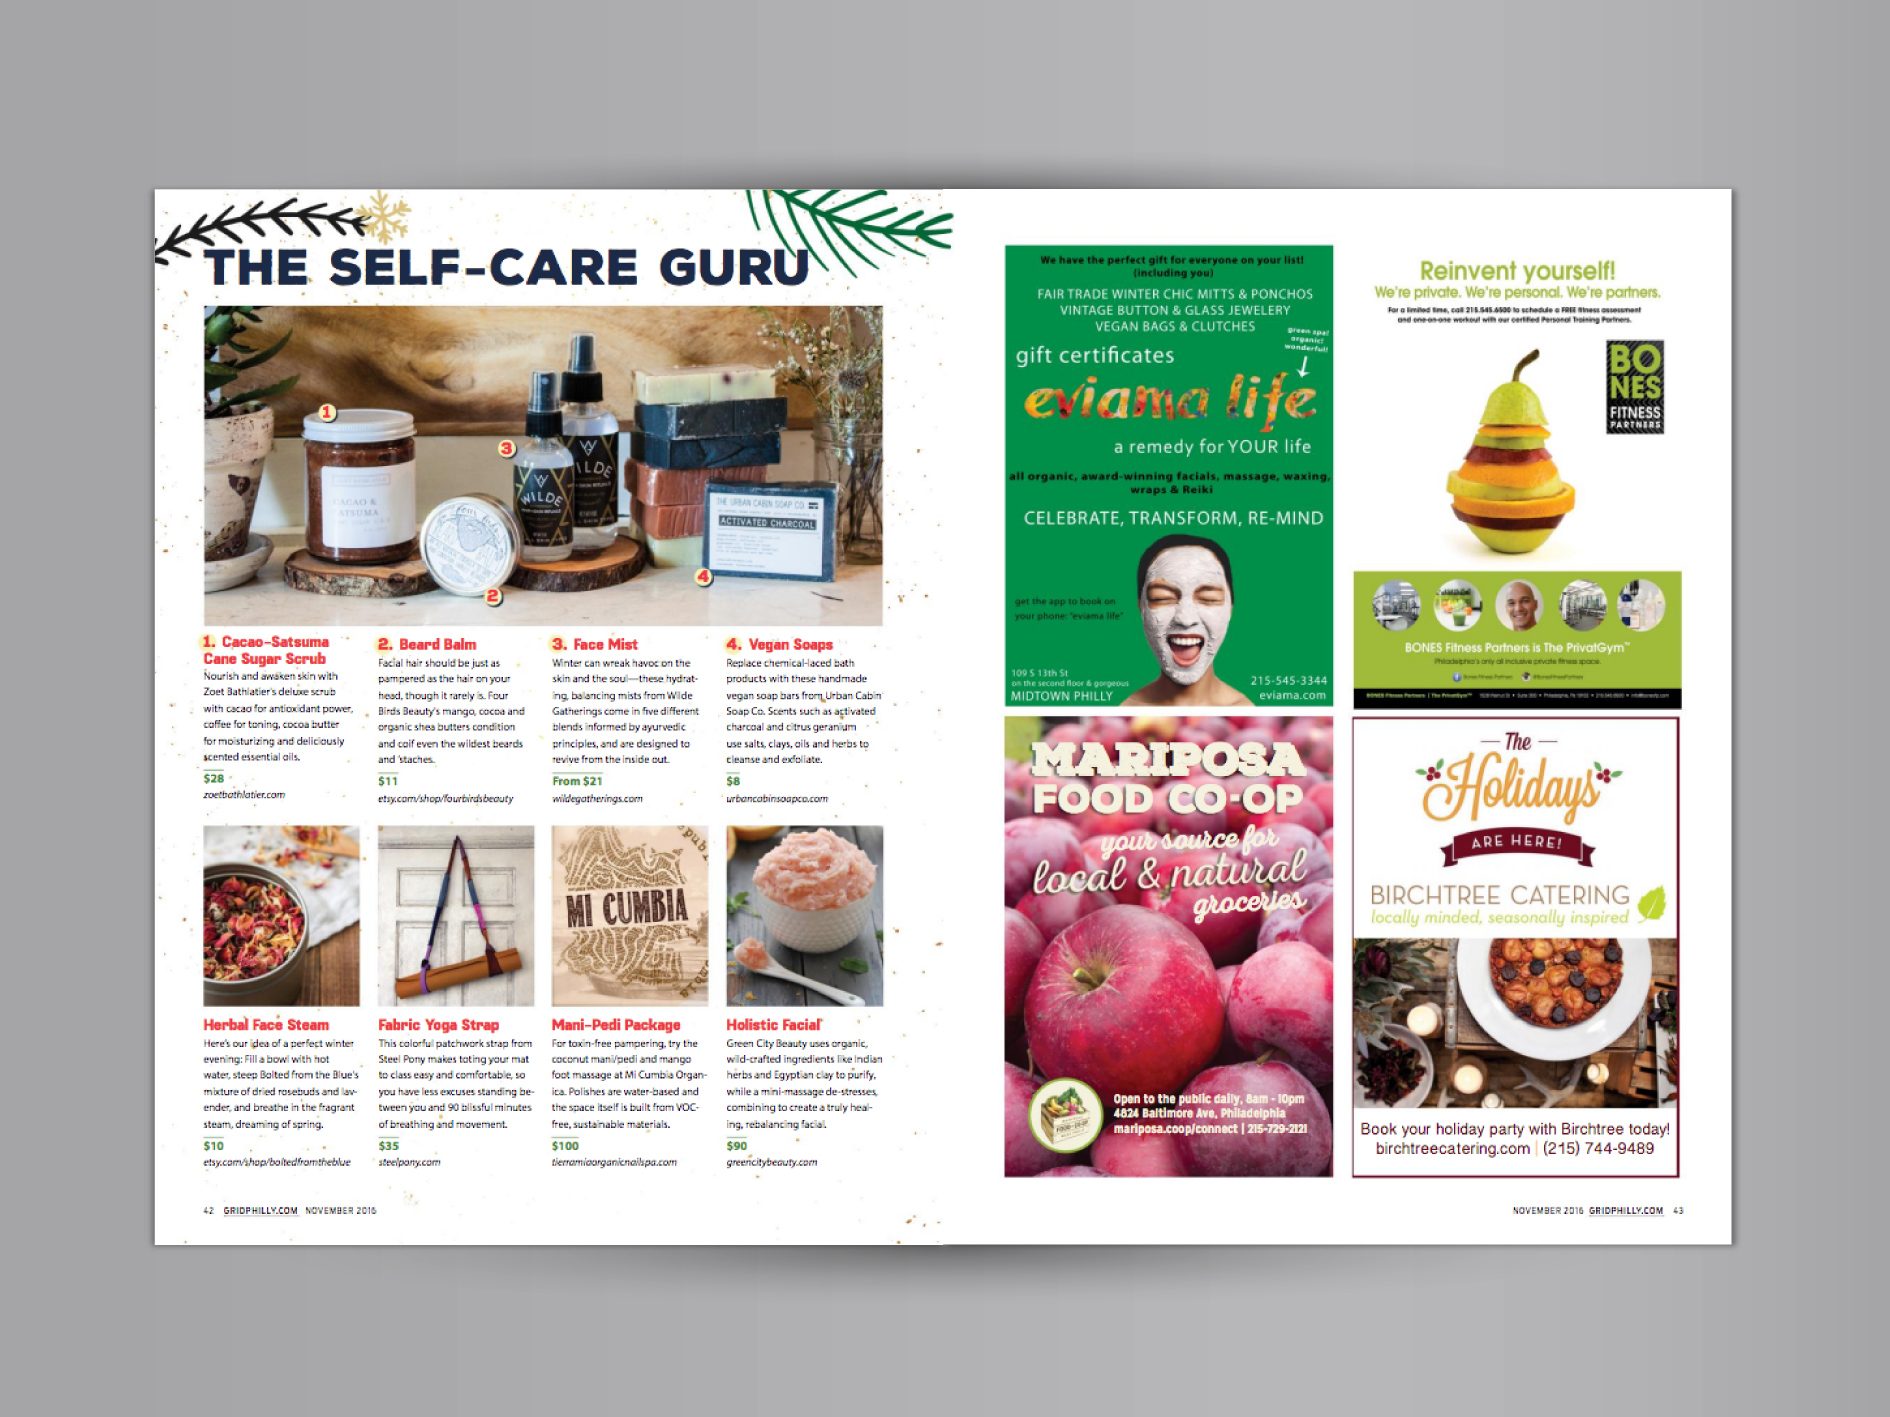 THE SELF-CARE GURU
1
3
CACAO &
WILDE
WILDE
THE URBAN CABIN SOAP CO
ACTIVATED CHARCOAL
4
2
1. Cacao-Satsuma
Cane Sugar Scrub
Nourish and awaken skin with
Zoet Bathlatier's deluxe scrub
with cacao for antioxidant power,
coffee for toning, cocoa butter
for moisturizing and deliciously
scented essential oils.
$28
zoetbathlatier.com
2. Beard Balm
Facial hair should be just as
pampered as the hair on your
head, though it rarely is. Four
Birds Beauty's mango, cocoa and
organic shea butters condition
and coif even the wildest beards
and 'staches.
$11
etsy.com/shop/fourbirdsbeauty
3. Face Mist
Winter can wreak havoc on the
skin and the soul—these hydrat-
ing, balancing mists from Wilde
Gatherings come in five different
blends informed by ayurvedic
principles, and are designed to
revive from the inside out.
From $21
wildegatherings.com
4. Vegan Soaps
Replace chemical-laced bath
products with these handmade
vegan soap bars from Urban Cabin
Soap Co. Scents such as activated
charcoal and citrus geranium
use salts, clays, oils and herbs to
cleanse and exfoliate.
$8
urbancabinsoapco.com
MI CUMBIA
Herbal Face Steam
Here's our idea of a perfect winter
evening: Fill a bowl with hot
water, steep Bolted from the Blue's
mixture of dried rosebuds and lav-
ender, and breathe in the fragrant
steam, dreaming of spring.
$10
etsy.com/shop/boltedfromtheblue
Fabric Yoga Strap
This colorful patchwork strap from
Steel Pony makes toting your mat
to class easy and comfortable, so
you have less excuses standing be-
tween you and 90 blissful minutes
of breathing and movement.
$35
steelpony.com
Mani-Pedi Package
For toxin-free pampering, try the
coconut mani/pedi and mango
foot massage at Mi Cumbia Organ-
ica. Polishes are water-based and
the space itself is built from VOC-
free, sustainable materials.
$100
tierramiaorganicnailspa.com
Holistic Facial
Green City Beauty uses organic,
wild-crafted ingredients like Indian
herbs and Egyptian clay to purify,
while a mini-massage de-stresses,
combining to create a truly heal-
ing, rebalancing facial.
$90
greencitybeauty.com
42 GRIDPHILLY.COM NOVEMBER 2016
We have the perfect gift for everyone on your list!
(including you)
FAIR TRADE WINTER CHIC MITTS & PONCHOS
VINTAGE BUTTON & GLASS JEWELERY
VEGAN BAGS & CLUTCHES
green spa!
organic!
wonderful!
gift certificates
eviama life
a remedy for YOUR life
all organic, award-winning facials, massage, waxing,
wraps & Reiki
CELEBRATE, TRANSFORM, RE-MIND
get the app to book on
your phone: "eviama life"
109 S 13th St
on the second floor & gorgeous
MIDTOWN PHILLY
215-545-3344
eviama.com
Reinvent yourself!
We're private. We're personal. We're partners.
For a limited time, call 215.545.6500 to schedule a FREE fitness assessment
and one-on-one workout with our certified Personal Training Partners.
BO
NES
FITNESS
PARTNERS
BONES Fitness Partners is The PrivatGym™
Philadelphia's only all inclusive private fitness space.
MARIPOSA
FOOD CO-OP
your source for
local & natural
groceries
Open to the public daily, 8am - 10pm
4824 Baltimore Ave, Philadelphia
mariposa.coop/connect | 215-729-2121
The
Holidays
ARE HERE!
BIRCHTREE CATERING
locally minded, seasonally inspired
Book your holiday party with Birchtree today!
birchtreecatering.com | (215) 744-9489
NOVEMBER 2016 GRIDPHILLY.COM 43